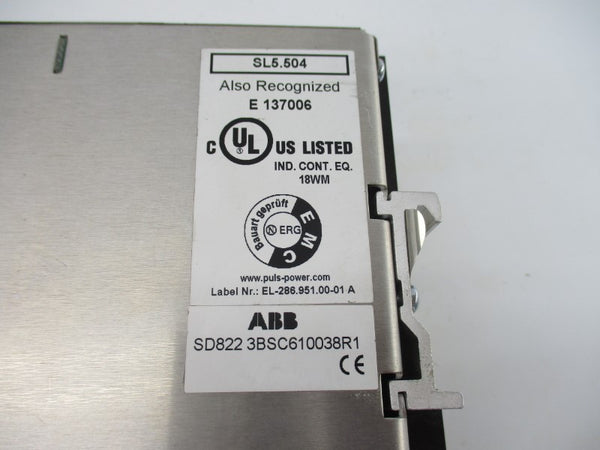 SL5.504
Also Recognized
E 137006
C UL US LISTED
IND. CONT. EQ.
18WM
Bauart geprüft EMC
N ERG
www.puls-power.com
Label Nr.: EL-286.951.00-01 A
ABB
SD822 3BSC610038R1
CE